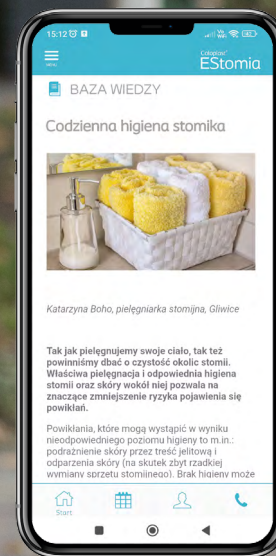 15:12
MENU
Coloplast
EStomia
BAZA WIEDZY
Codzienna higiena stomika
Katarzyna Boho, pielęgniarka stomijna, Gliwice
Tak jak pielęgnujemy swoje ciało, tak też
powinniśmy dbać o czystość okolic stomii.
Właściwa pielęgnacja i odpowiednia higiena
stomii oraz skóry wokół niej pozwala na
znaczące zmniejszenie ryzyka pojawienia się
powikłań.
Powikłania, które mogą wystąpić w wyniku
nieodpowiedniego poziomu higieny to m.in.:
podrażnienie skóry przez treść jelitową i
odparzenia skóry (na skutek zbyt rzadkiej
wymiany sprzętu stomijnego). Brak higieny może
Start